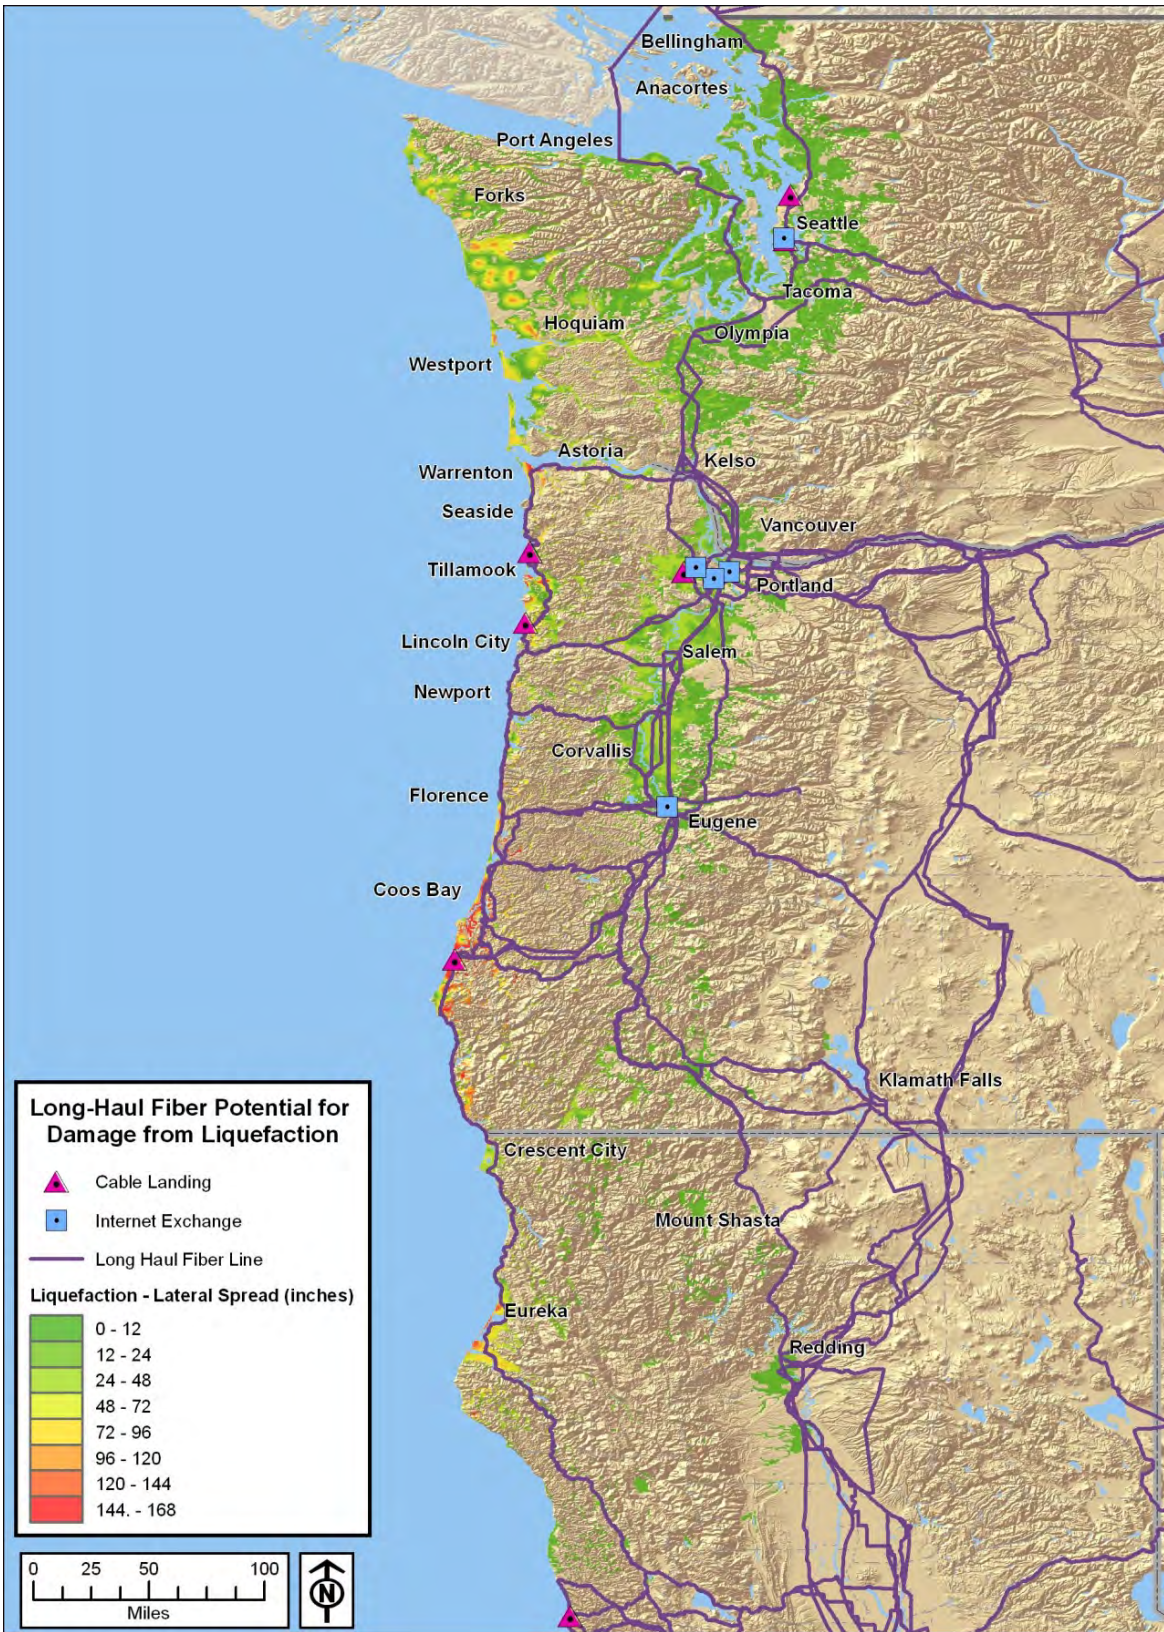 Bellingham
Anacortes
Port Angeles
Forks
Seattle
Tacoma
Hoquiam
Olympia
Westport
Astoria
Kelso
Warrenton
Seaside
Vancouver
Tillamook
Portland
Lincoln City
Salem
Newport
Corvallis
Florence
Eugene
Coos Bay
Klamath Falls
Crescent City
Mount Shasta
Eureka
Redding
Long-Haul Fiber Potential for
Damage from Liquefaction
Cable Landing
Internet Exchange
Long Haul Fiber Line
Liquefaction - Lateral Spread (inches)
0 - 12
12 - 24
24 - 48
48 - 72
72 - 96
96 - 120
120 - 144
144. - 168
0 25 50 100
Miles
N